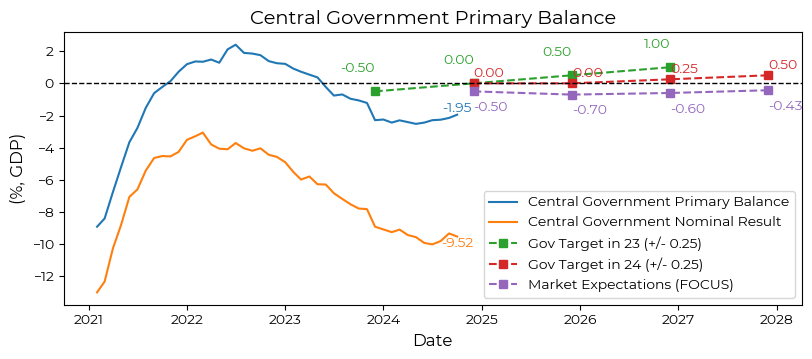 Central Government Primary Balance
(%, GDP)
2
0
−2
−4
−6
−8
−10
−12
-0.50
0.00
0.50
1.00
0.00
0.00
0.25
0.50
-0.50
-0.70
-0.60
-0.43
-1.95
-9.52
Central Government Primary Balance
Central Government Nominal Result
Gov Target in 23 (+/- 0.25)
Gov Target in 24 (+/- 0.25)
Market Expectations (FOCUS)
2021 2022 2023 2024 2025 2026 2027 2028
Date